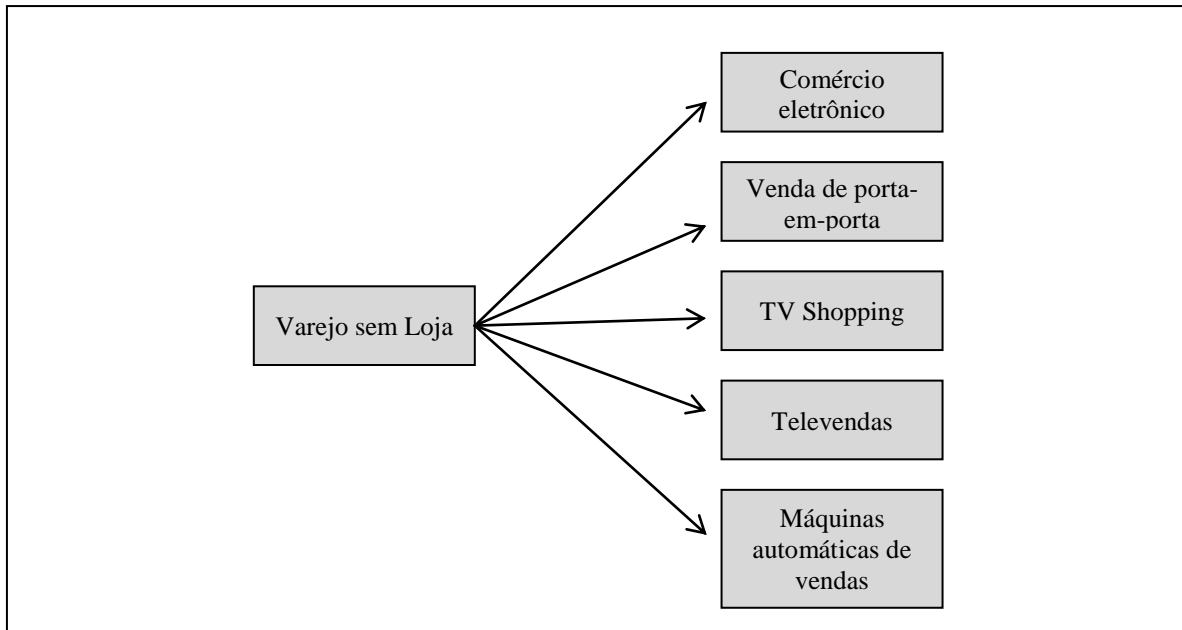 Comércio
eletrônico
Venda de porta-
em-porta
Varejo sem Loja
TV Shopping
Televendas
Máquinas
automáticas de
vendas